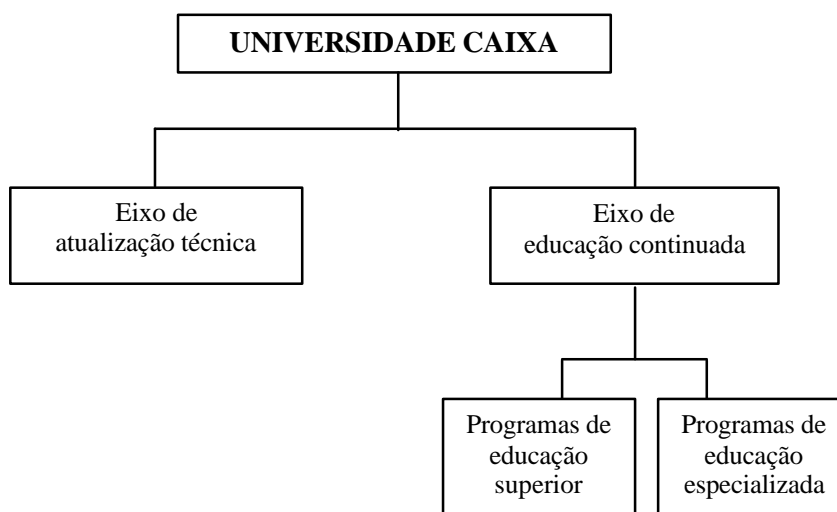 UNIVERSIDADE CAIXA
Eixo de
atualização técnica
Eixo de
educação continuada
Programas de
educação
superior
Programas de
educação
especializada